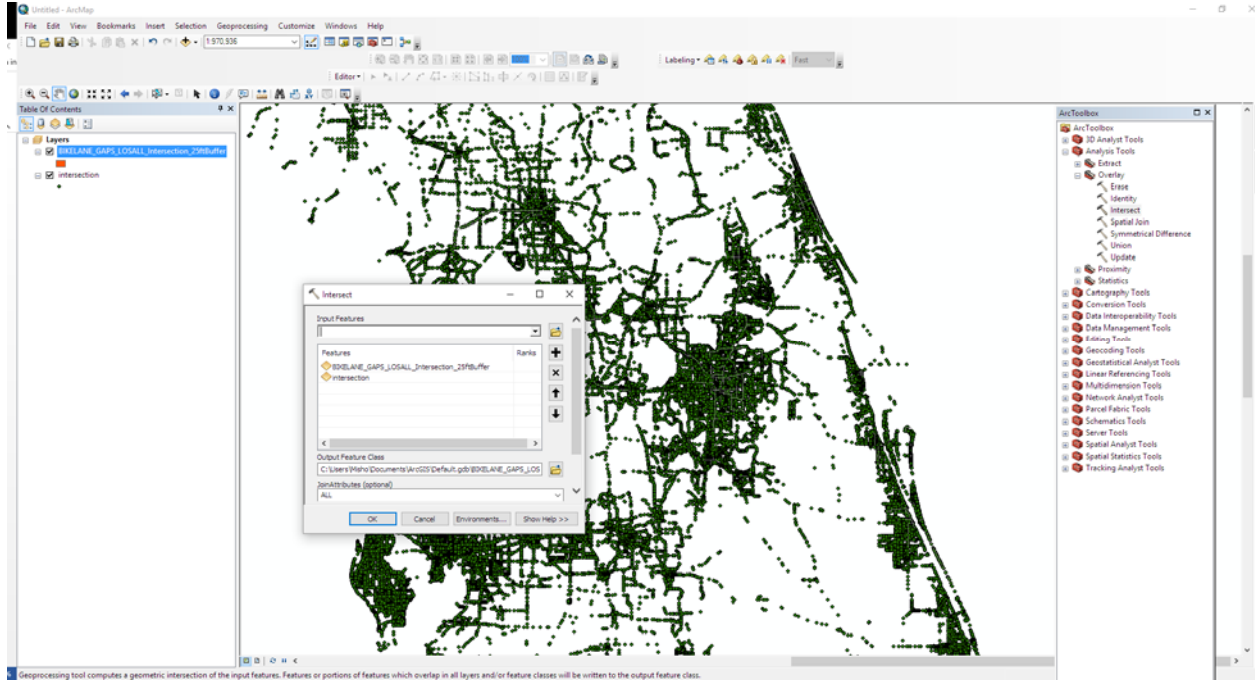 Untitled - ArcMap
File Edit View Bookmarks Insert Selection Geoprocessing Customize Windows Help
1:970,936
Labeling Fast
Editor
Table Of Contents
Layers
BIKELANE_GAPS_LOSALL_Intersection_25ftBuffer
intersection
Intersect
Input Features
Features Ranks
BIKELANE_GAPS_LOSALL_Intersection_25ftBuffer
intersection
Output Feature Class
C:\Users\Misho\Documents\ArcGIS\Default.gdb\BIKELANE_GAPS_LOS
JoinAttributes (optional)
ALL
OK Cancel Environments... Show Help >>
ArcToolbox
ArcToolbox
3D Analyst Tools
Analysis Tools
Extract
Overlay
Erase
Identity
Intersect
Spatial Join
Symmetrical Difference
Union
Update
Proximity
Statistics
Cartography Tools
Conversion Tools
Data Interoperability Tools
Data Management Tools
Editing Tools
Geocoding Tools
Geostatistical Analyst Tools
Linear Referencing Tools
Multidimension Tools
Network Analyst Tools
Parcel Fabric Tools
Schematics Tools
Server Tools
Spatial Analyst Tools
Spatial Statistics Tools
Tracking Analyst Tools
Geoprocessing tool computes a geometric intersection of the input features. Features or portions of features which overlap in all layers and/or feature classes will be written to the output feature class.